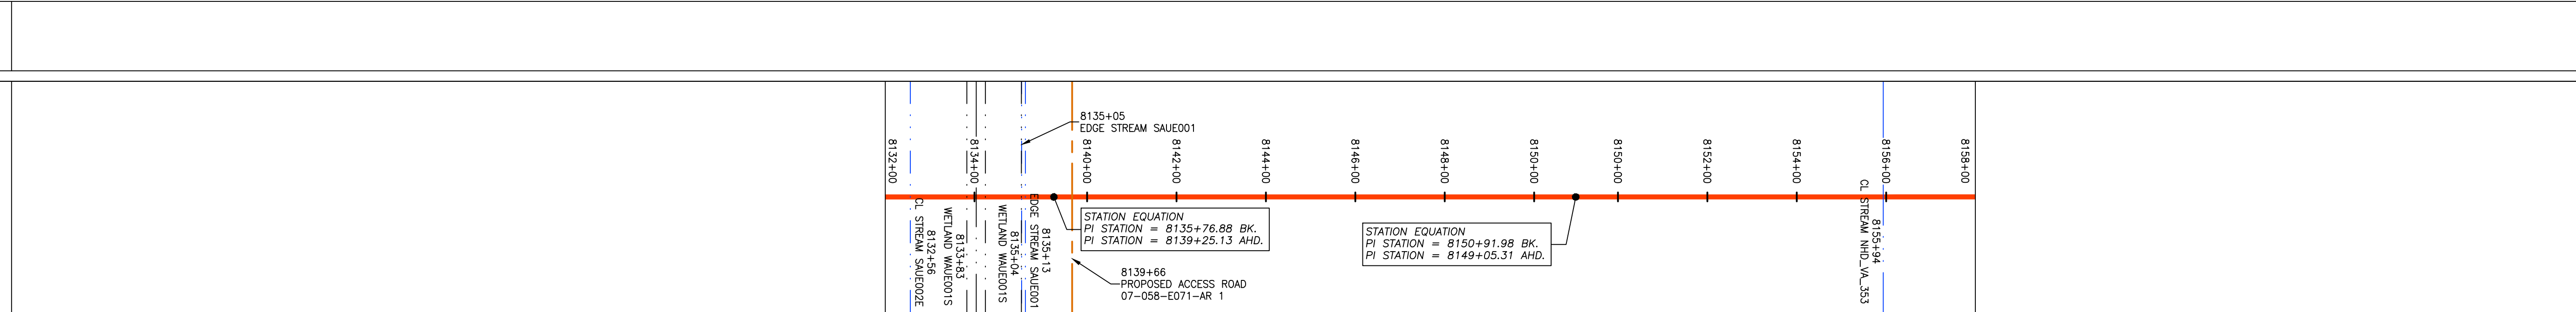 8135+05
EDGE STREAM SAUE001
8132+00
8134+00
8140+00
8142+00
8144+00
8146+00
8148+00
8150+00
8150+00
8152+00
8154+00
8156+00
8158+00
8132+56
CL STREAM SAUE002E
8133+83
WETLAND WAUE001S
8135+04
WETLAND WAUE001S
8135+13
EDGE STREAM SAUE001
STATION EQUATION
PI STATION = 8135+76.88 BK.
PI STATION = 8139+25.13 AHD.
8139+66
PROPOSED ACCESS ROAD
07-058-E071-AR 1
STATION EQUATION
PI STATION = 8150+91.98 BK.
PI STATION = 8149+05.31 AHD.
8155+94
CL STREAM NHD_VA_353